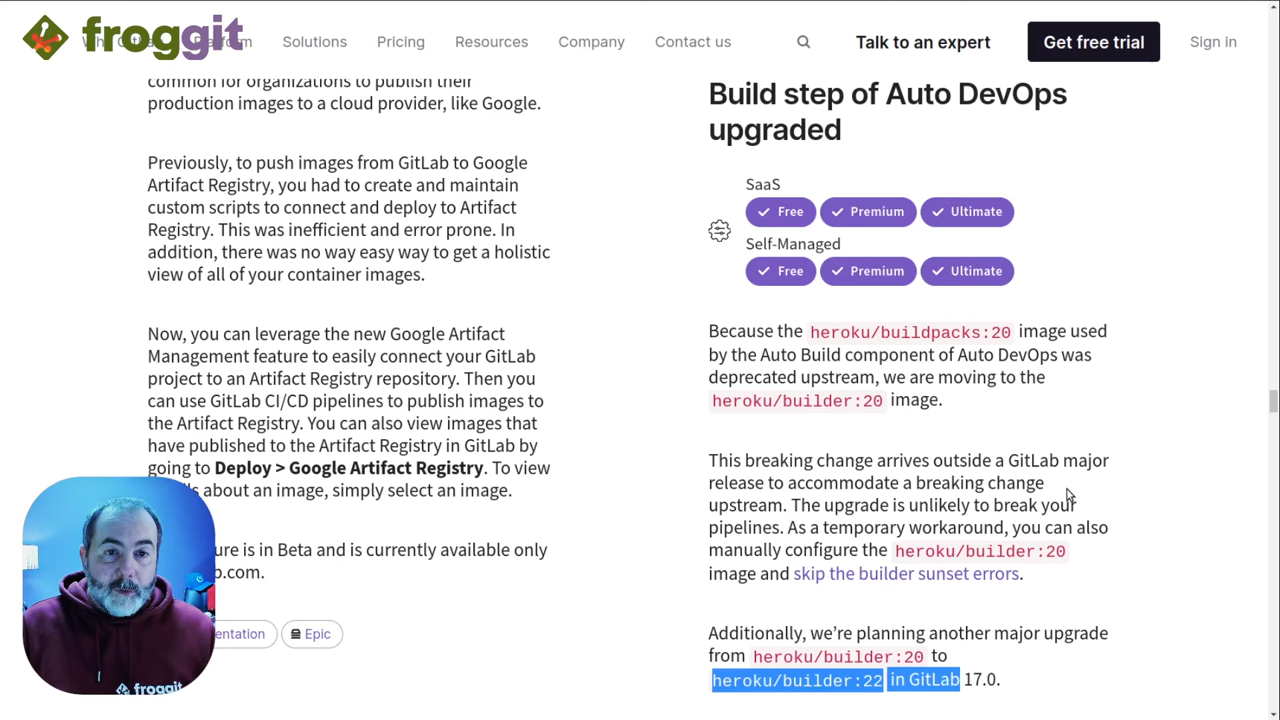 froggit
Solutions
Pricing
Resources
Company
Contact us
Talk to an expert
Get free trial
Sign in
common for organizations to publish their
production images to a cloud provider, like Google.
Previously, to push images from GitLab to Google
Artifact Registry, you had to create and maintain
custom scripts to connect and deploy to Artifact
Registry. This was inefficient and error prone. In
addition, there was no way easy way to get a holistic
view of all of your container images.
Now, you can leverage the new Google Artifact
Management feature to easily connect your GitLab
project to an Artifact Registry repository. Then you
can use GitLab CI/CD pipelines to publish images to
the Artifact Registry. You can also view images that
have published to the Artifact Registry in GitLab by
going to Deploy > Google Artifact Registry. To view
about an image, simply select an image.
is in Beta and is currently available only
Epic
Build step of Auto DevOps
upgraded
SaaS
Free Premium Ultimate
Self-Managed
Free Premium Ultimate
Because the heroku/buildpacks:20 image used
by the Auto Build component of Auto DevOps was
deprecated upstream, we are moving to the
heroku/builder:20 image.
This breaking change arrives outside a GitLab major
release to accommodate a breaking change
upstream. The upgrade is unlikely to break your
pipelines. As a temporary workaround, you can also
manually configure the heroku/builder:20
image and skip the builder sunset errors.
Additionally, we’re planning another major upgrade
from heroku/builder:20 to
heroku/builder:22 in GitLab 17.0.
froggit